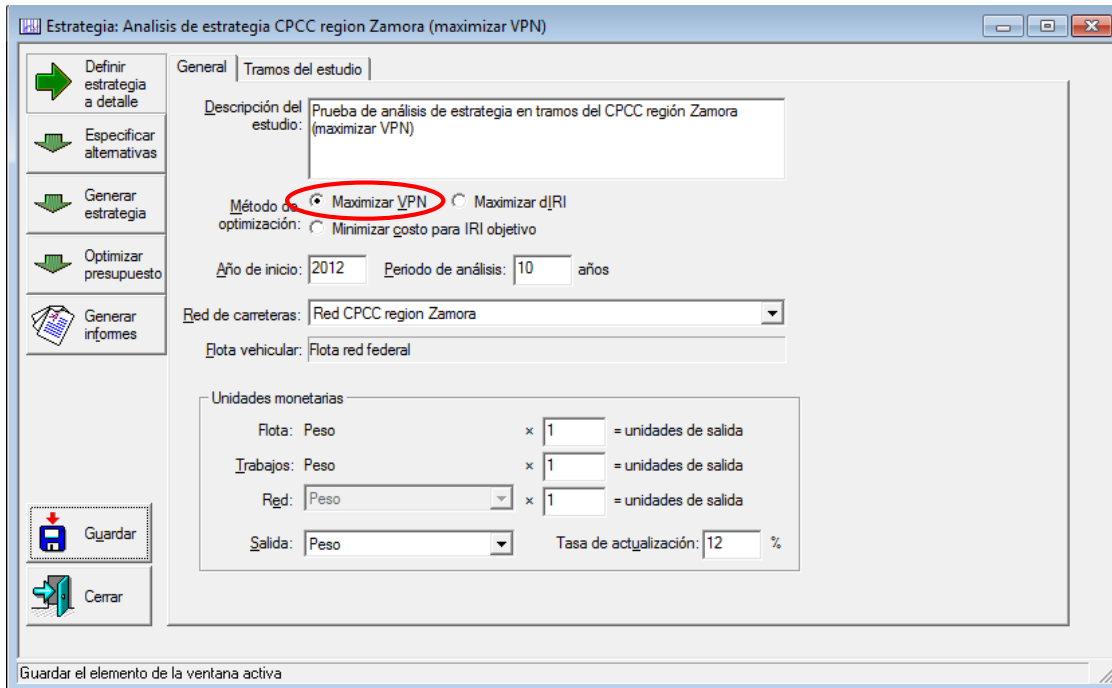 Estrategia: Analisis de estrategia CPCC region Zamora (maximizar VPN)
Definir
estrategia
a detalle
Especificar
alternativas
Generar
estrategia
Optimizar
presupuesto
Generar
informes
Guardar
Cerrar
General
Tramos del estudio
Descripción del
estudio:
Prueba de análisis de estrategia en tramos del CPCC región Zamora
(maximizar VPN)
Método de
optimización:
Maximizar VPN
Maximizar dIRI
Minimizar costo para IRI objetivo
Año de inicio: 2012 Periodo de análisis: 10 años
Red de carreteras: Red CPCC region Zamora
Flota vehicular: Flota red federal
Unidades monetarias
Flota: Peso × 1 = unidades de salida
Trabajos: Peso × 1 = unidades de salida
Red: Peso × 1 = unidades de salida
Salida: Peso Tasa de actualización: 12 %
Guardar el elemento de la ventana activa